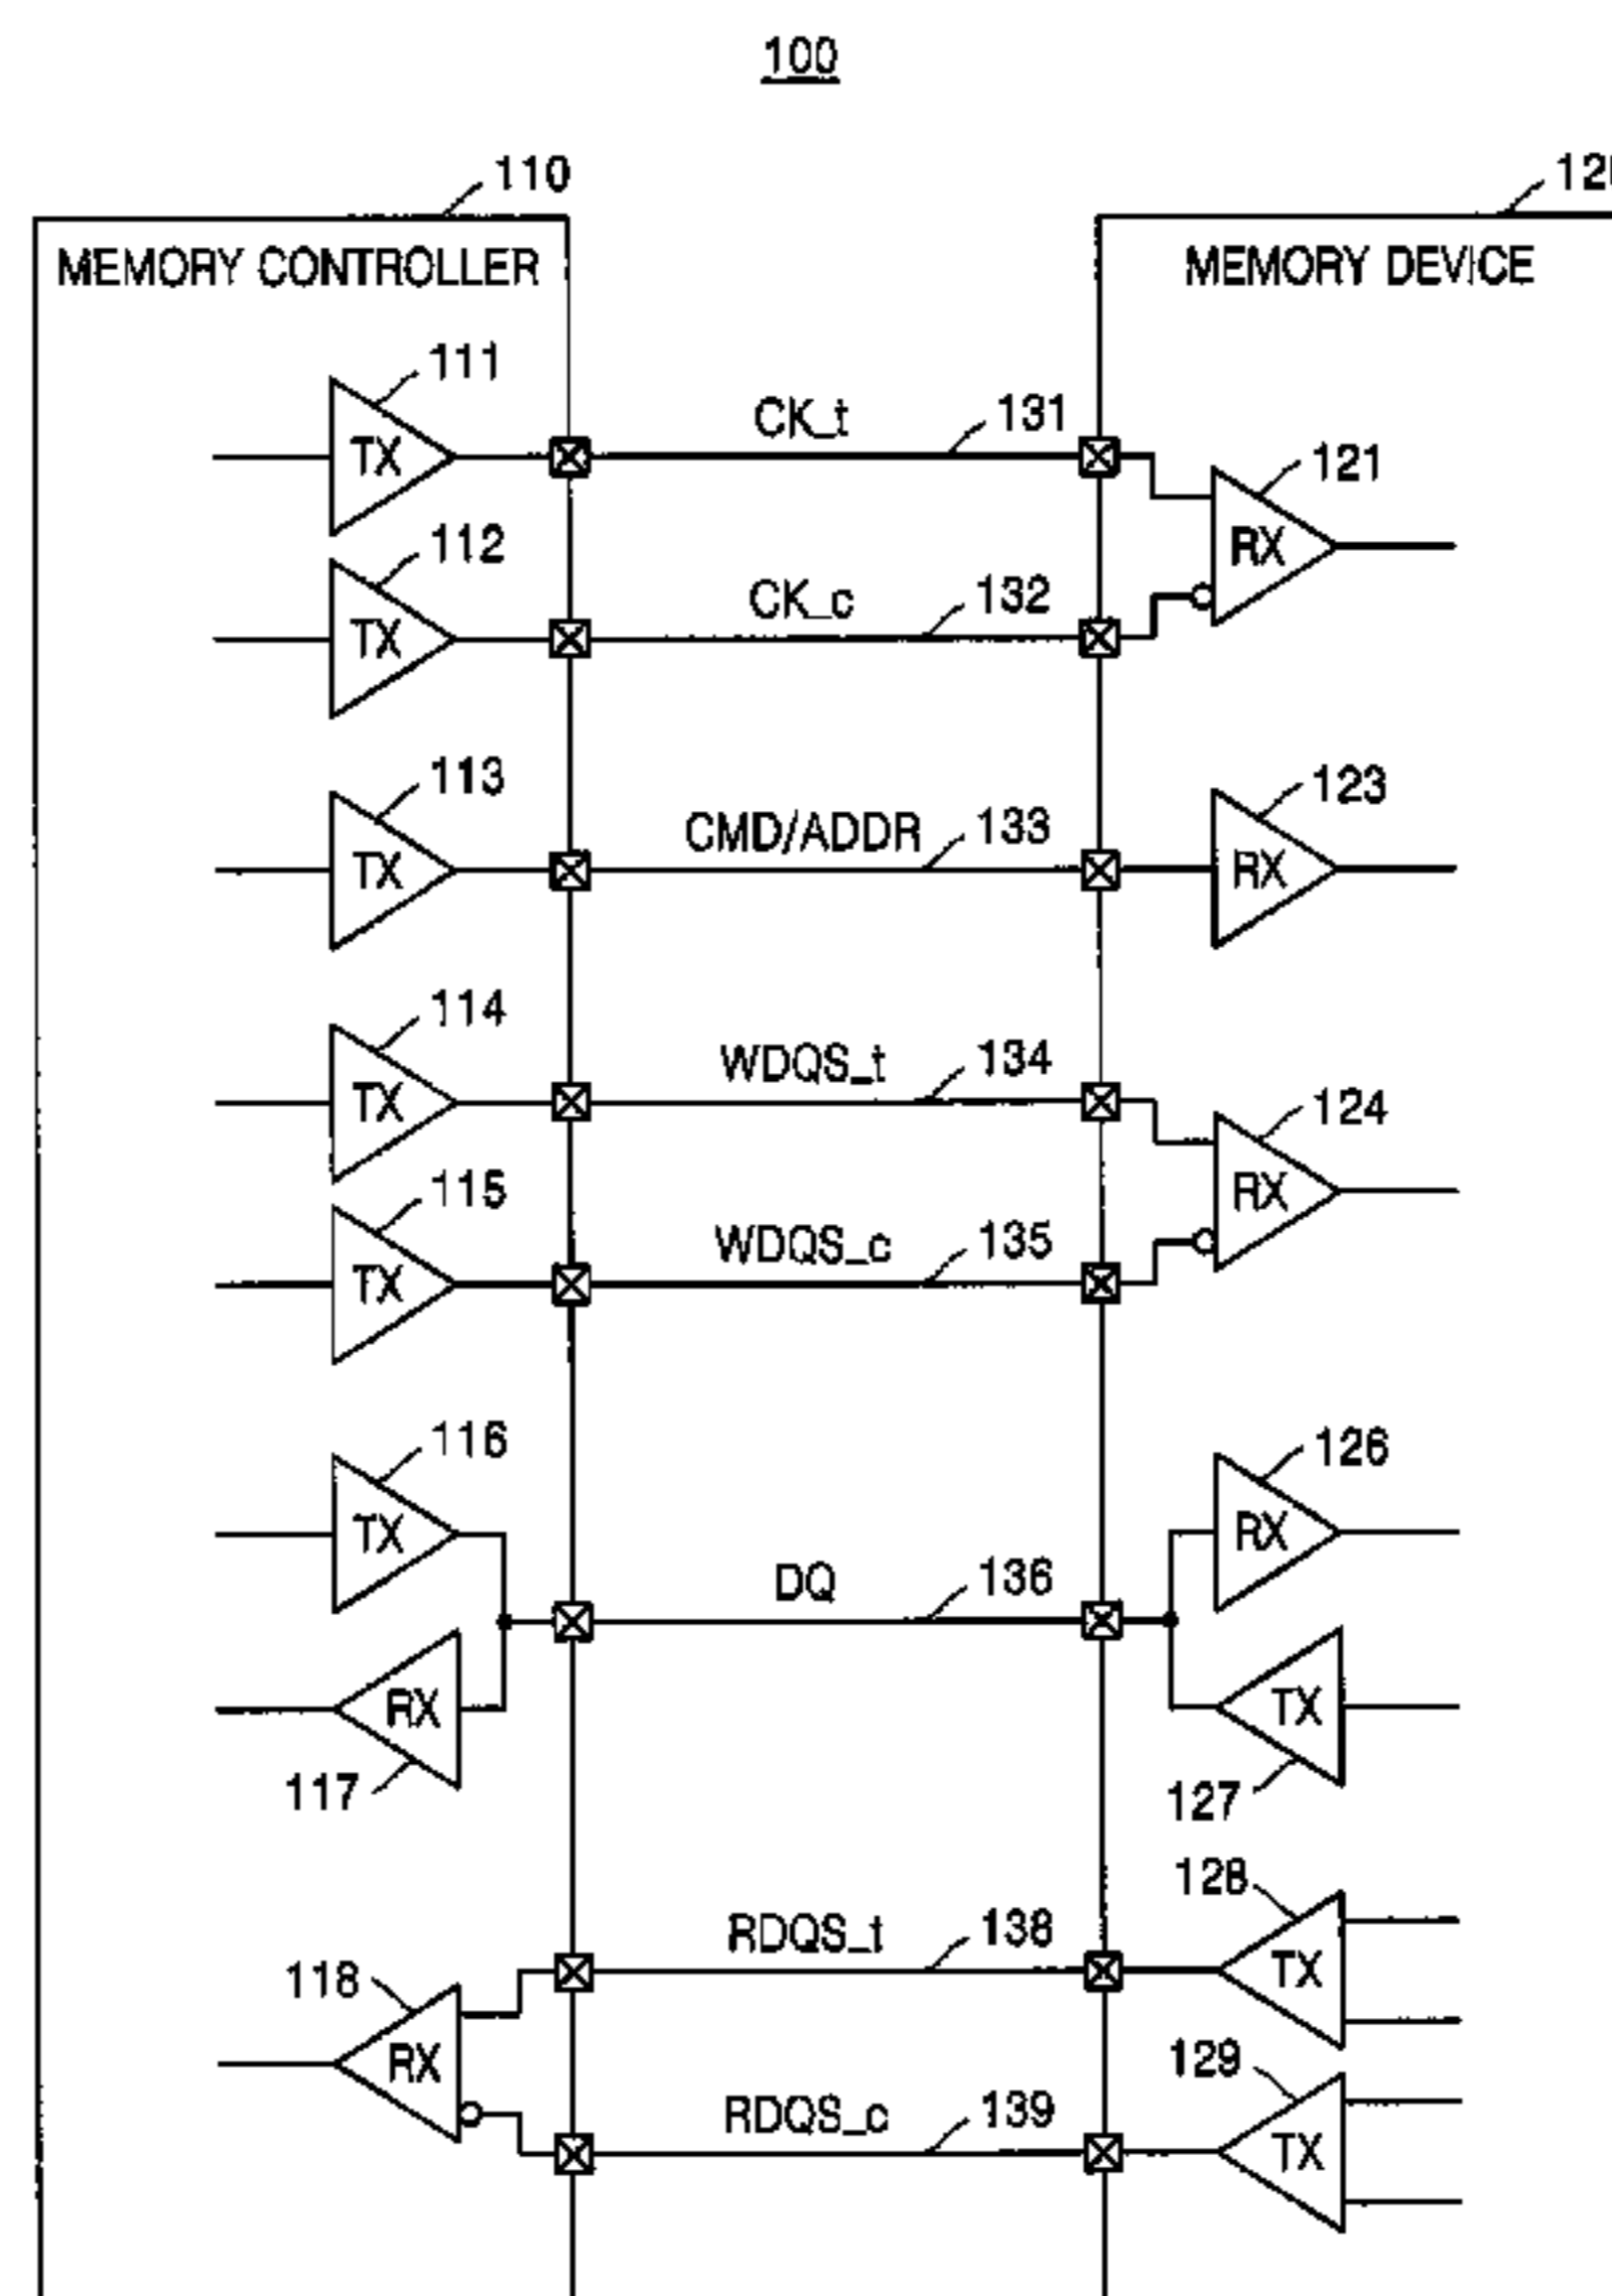 100
110
MEMORY CONTROLLER
MEMORY DEVICE
111
TX
CK_t
131
121
RX
112
TX
CK_c
132
113
TX
CMD/ADDR
133
123
RX
114
TX
WDQS_t
134
124
RX
115
TX
WDQS_c
135
116
TX
126
RX
DQ
136
RX
117
TX
127
128
TX
RDQS_t
138
118
RX
129
TX
RDQS_c
139